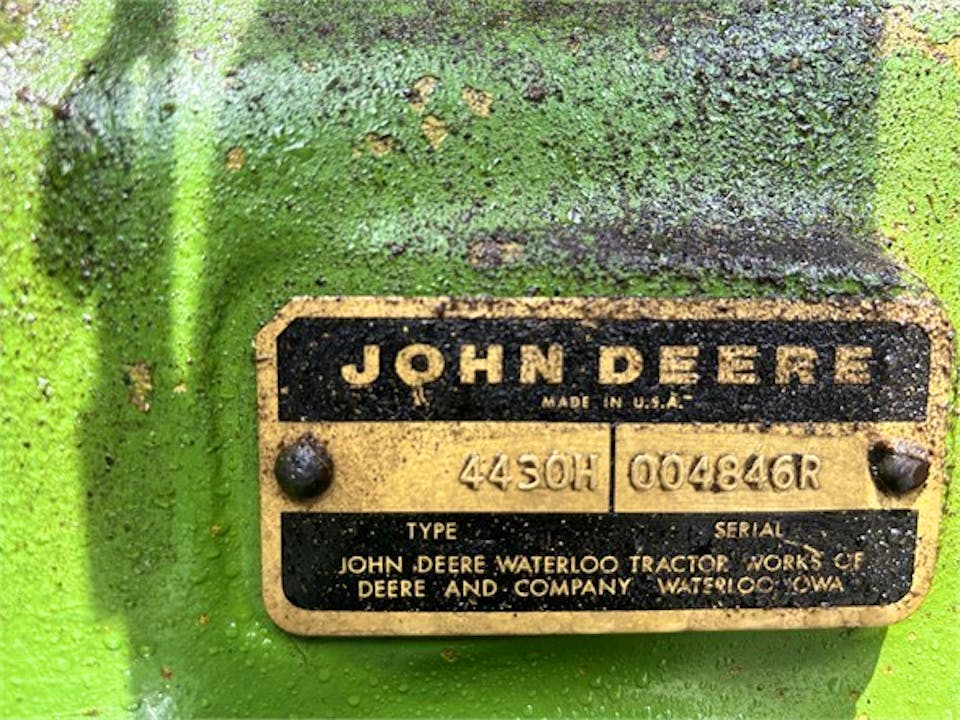 JOHN DEERE
MADE IN U.S.A.
4430H 004846R
TYPE SERIAL
JOHN DEERE WATERLOO TRACTOR WORKS OF
DEERE AND COMPANY WATERLOO, IOWA